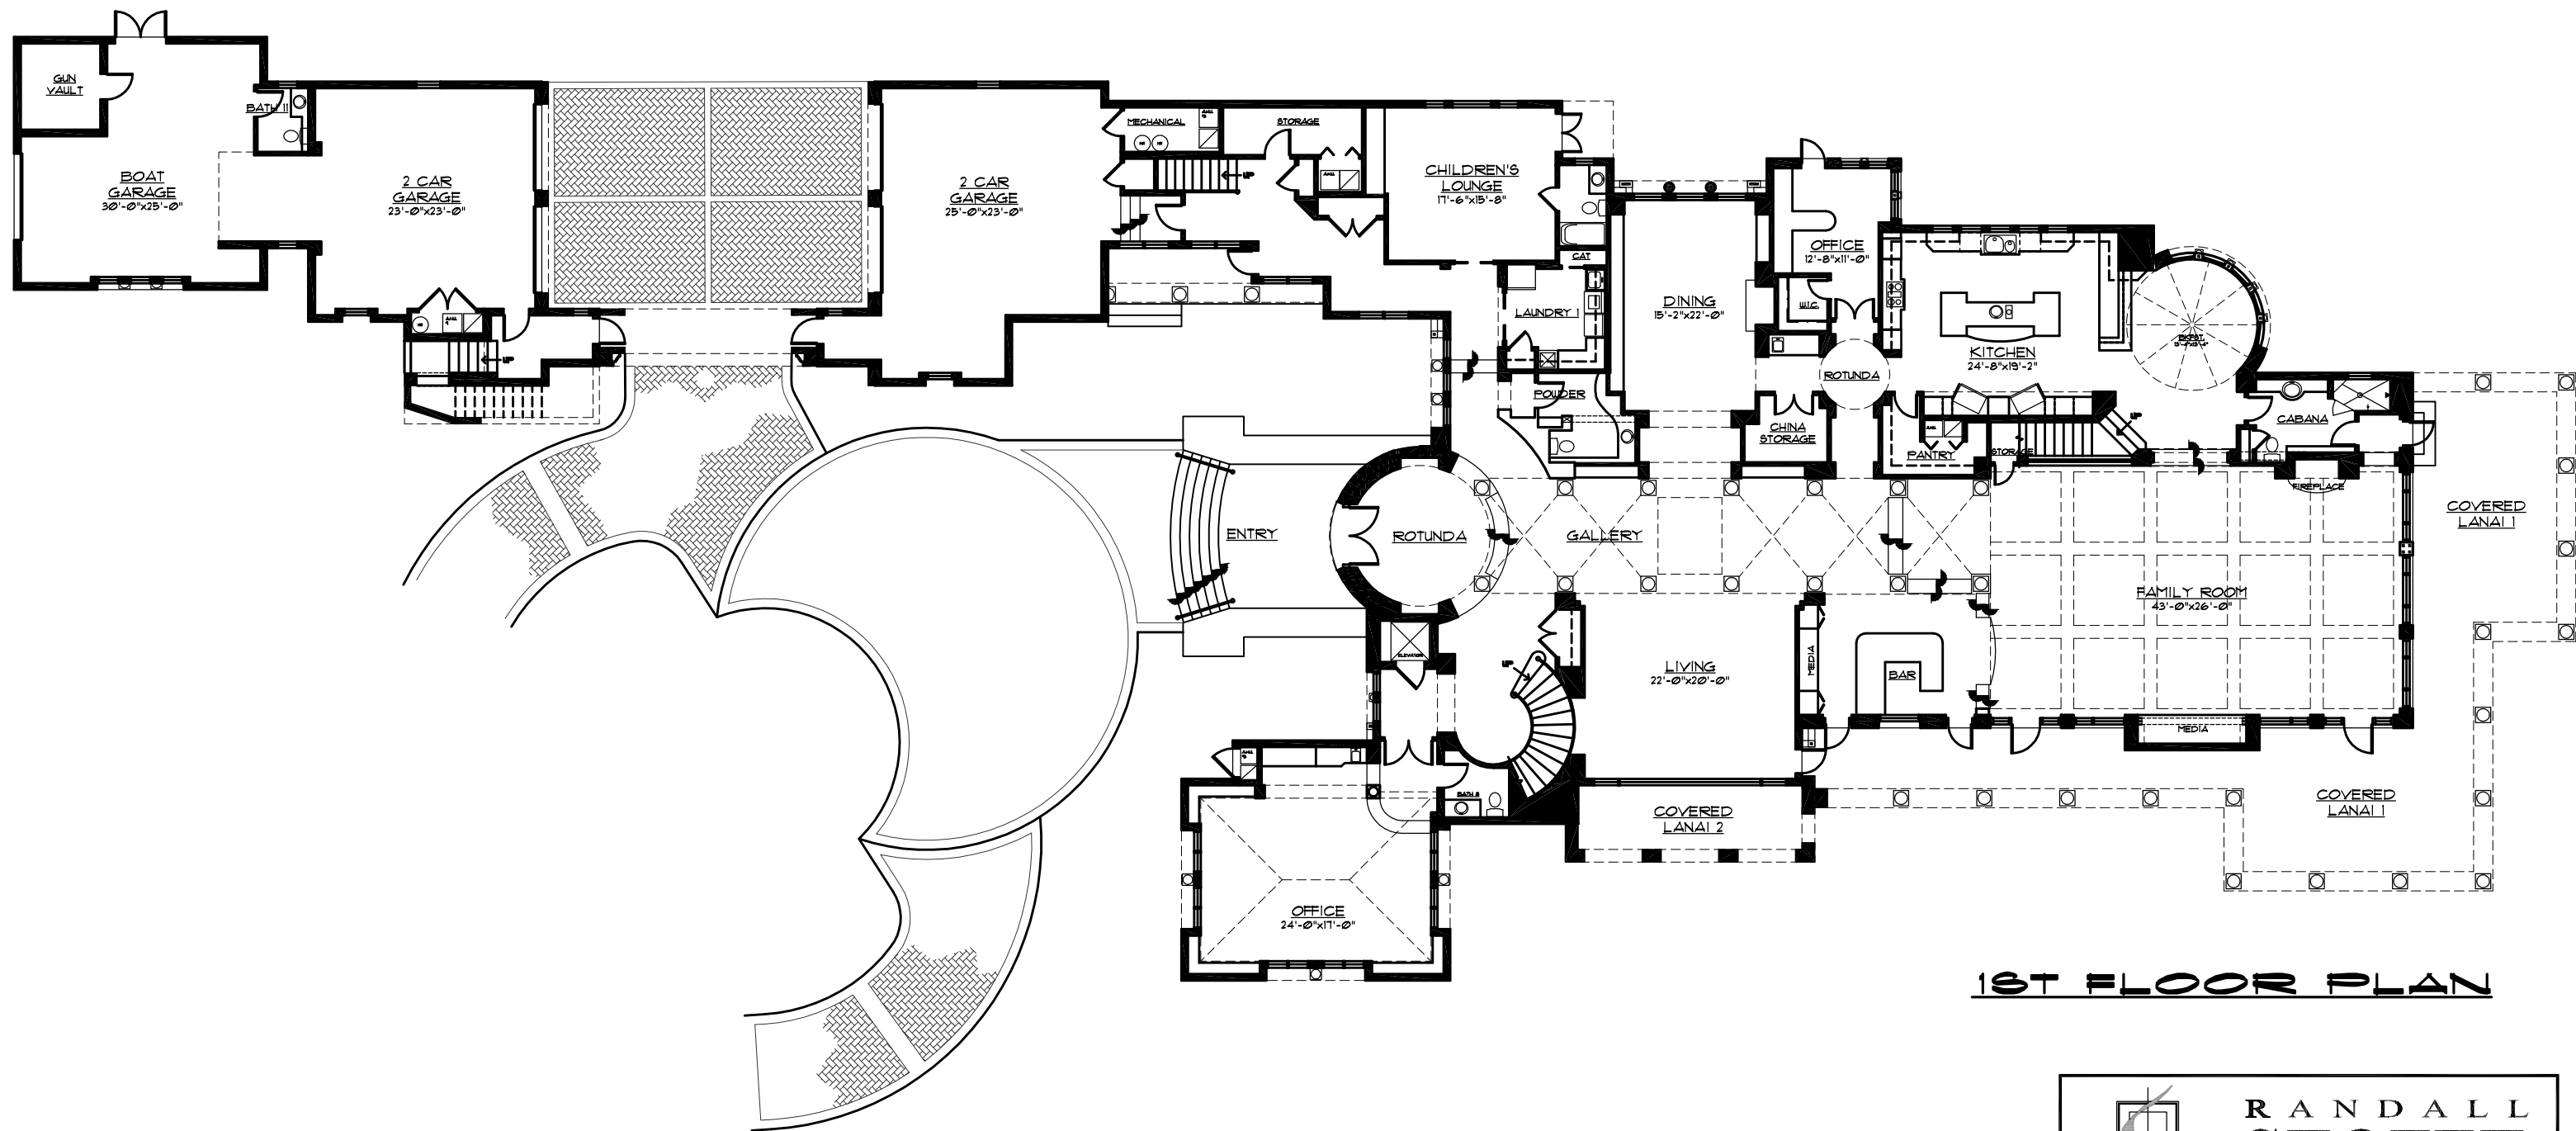 GUN
VAULT
BATH 11
BOAT
GARAGE
30'-0"x25'-0"
2 CAR
GARAGE
23'-0"x23'-0"
UP
2 CAR
GARAGE
25'-0"x23'-0"
MECHANICAL
STORAGE
UP
CHILDREN'S
LOUNGE
17'-6"x15'-8"
CAT
LAUNDRY 1
POWDER
DINING
15'-2"x22'-0"
OFFICE
12'-8"x11'-0"
W.I.C.
ROTUNDA
CHINA
STORAGE
KITCHEN
24'-8"x19'-2"
PANTRY
STORAGE
UP
CABANA
FIREPLACE
COVERED
LANAI 1
ENTRY
ROTUNDA
GALLERY
FAMILY ROOM
43'-0"x26'-0"
ELEVATOR
UP
LIVING
22'-0"x20'-0"
MEDIA
BAR
MEDIA
BATH 8
COVERED
LANAI 2
COVERED
LANAI 1
OFFICE
24'-0"x17'-0"
1ST FLOOR PLAN
RANDALL